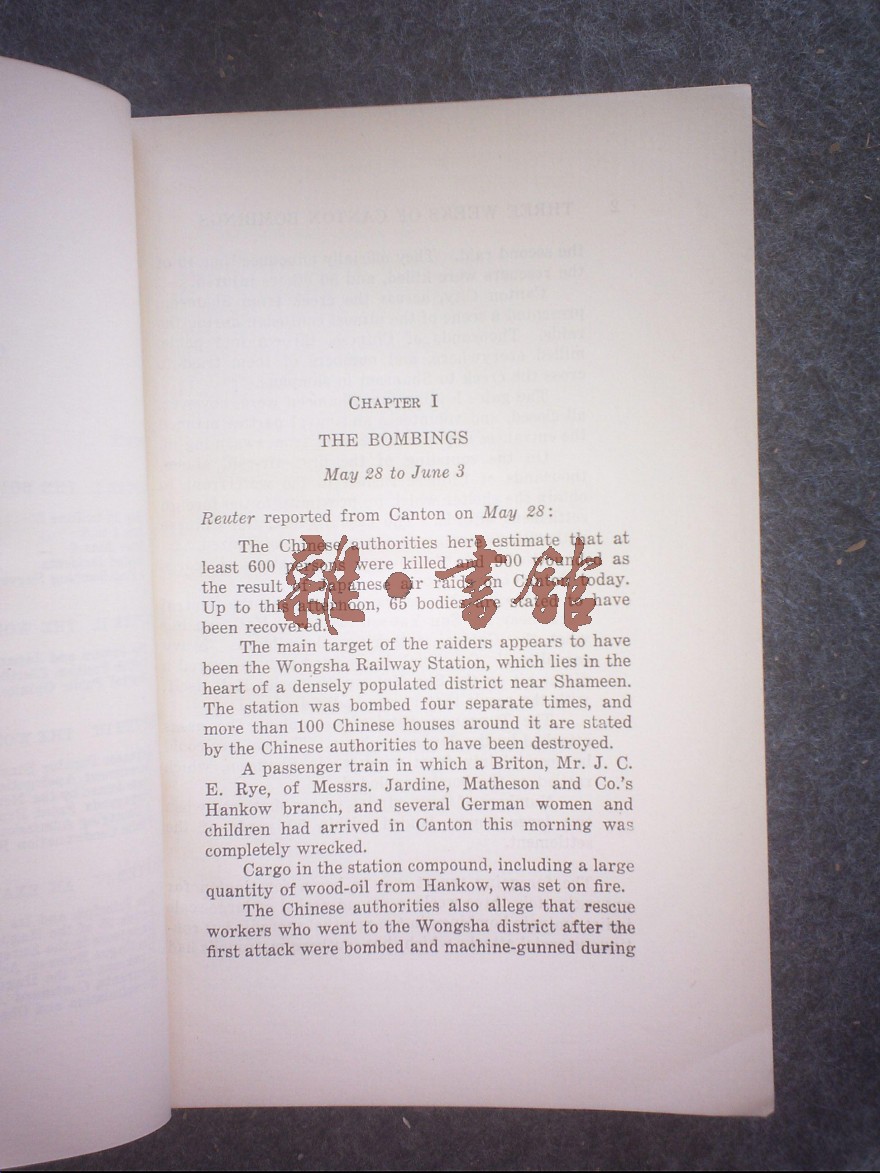 CHAPTER I
THE BOMBINGS
May 28 to June 3
Reuter reported from Canton on May 28:
The Chinese authorities here estimate that at
least 600 persons were killed and 900 wounded as
the result of Japanese air raids on Canton today.
Up to this afternoon, 65 bodies are stated to have
been recovered.
The main target of the raiders appears to have
been the Wongsha Railway Station, which lies in the
heart of a densely populated district near Shameen.
The station was bombed four separate times, and
more than 100 Chinese houses around it are stated
by the Chinese authorities to have been destroyed.
A passenger train in which a Briton, Mr. J. C.
E. Rye, of Messrs. Jardine, Matheson and Co.'s
Hankow branch, and several German women and
children had arrived in Canton this morning was
completely wrecked.
Cargo in the station compound, including a large
quantity of wood-oil from Hankow, was set on fire.
The Chinese authorities also allege that rescue
workers who went to the Wongsha district after the
first attack were bombed and machine-gunned during
雜·書館